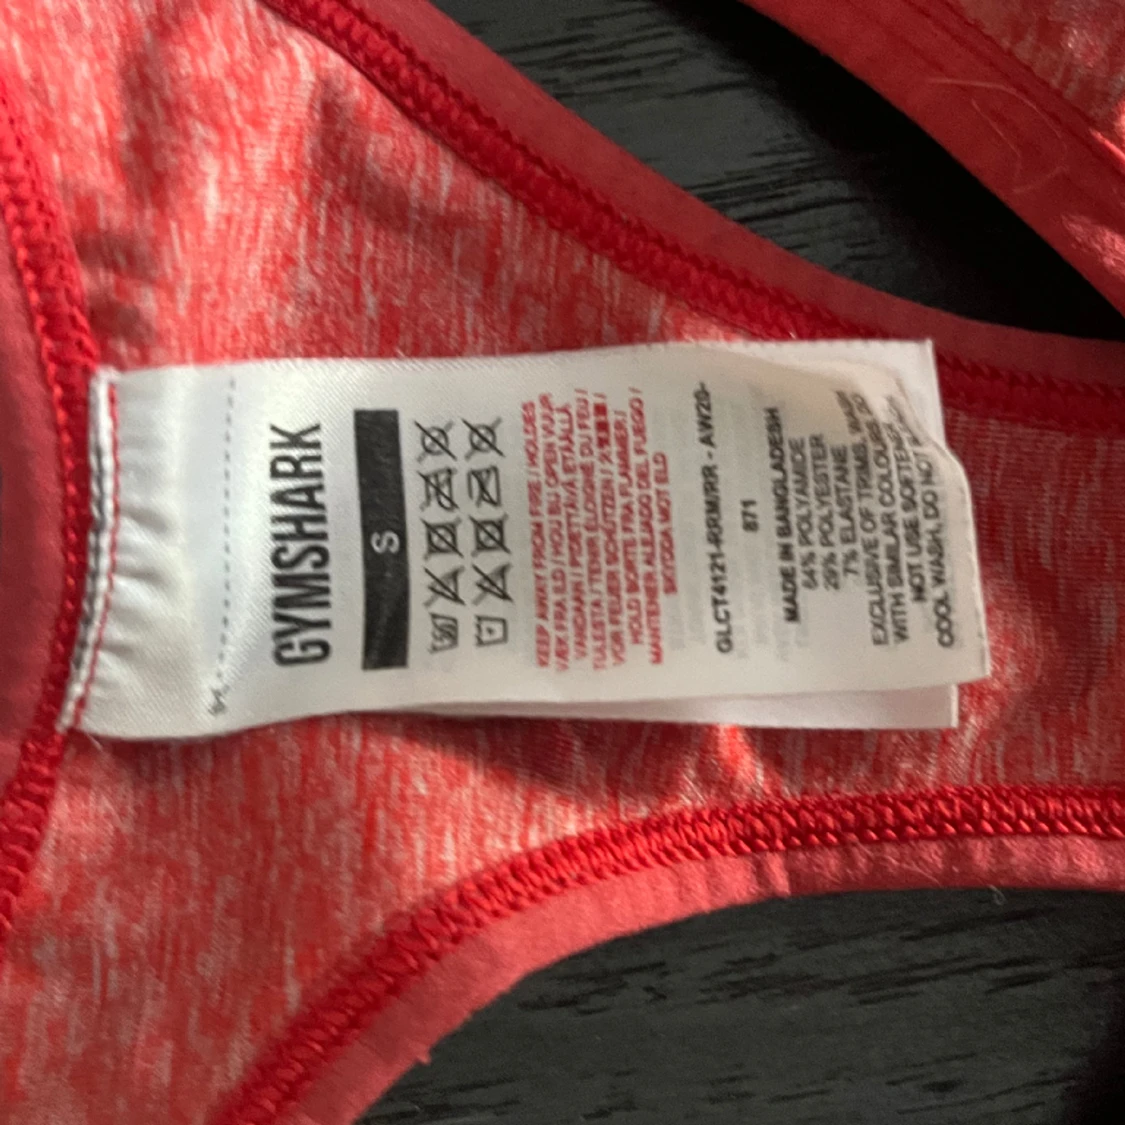 GYMSHARK
S
KEEP AWAY FROM FIRE / HOLDES
VÆK FRA ILD / HOU BIJ OPEN VUUR
VANDAAN / PIDETTÄVÄ ETÄÄLLÄ
TULESTA / TENIR ÉLOIGNÉ DU FEU /
VOR FEUER SCHÜTZEN /
HOLD BORTE FRA FLAMMER /
MANTENER ALEJADO DEL FUEGO /
SKYDDA MOT ELD
GLCT4121-RRM/RR - AW20-
871
MADE IN BANGLADESH
64% POLYAMIDE
29% POLYESTER
7% ELASTANE
EXCLUSIVE OF TRIMS. WASH
WITH SIMILAR COLOURS. DO
NOT USE SOFTENER.
COOL WASH. DO NOT